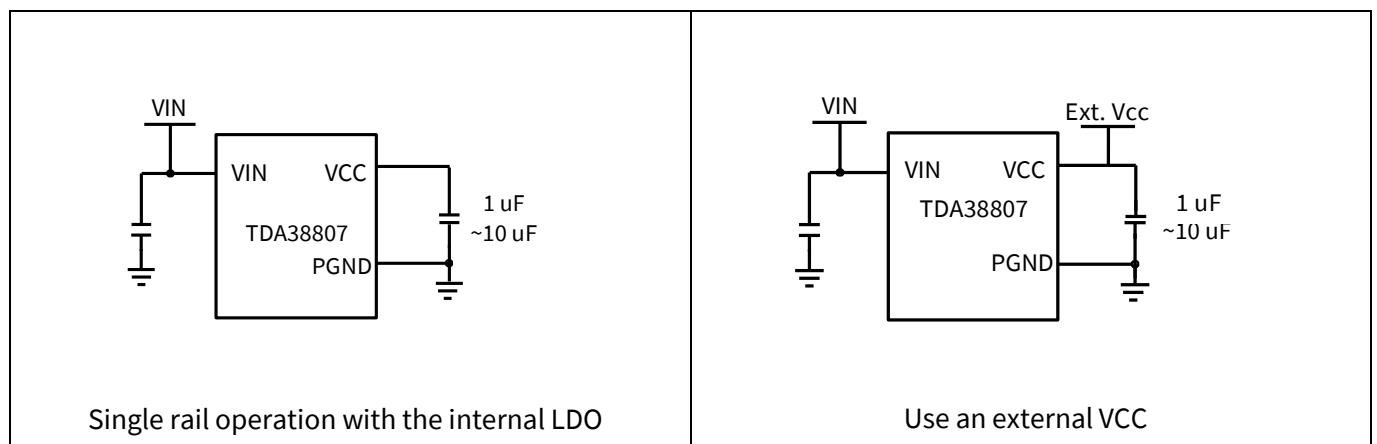 VIN
VIN
VCC
TDA38807
PGND
1 uF
~10 uF
Single rail operation with the internal LDO
VIN
Ext. Vcc
VIN
VCC
TDA38807
PGND
1 uF
~10 uF
Use an external VCC